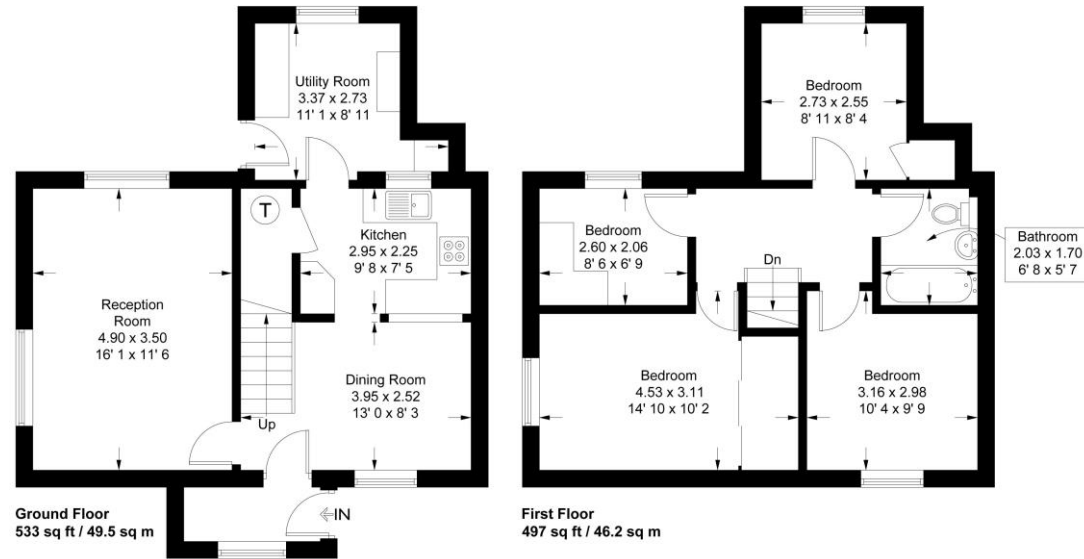 Utility Room
3.37 x 2.73
11' 1 x 8' 11
T
Kitchen
2.95 x 2.25
9' 8 x 7' 5
Reception
Room
4.90 x 3.50
16' 1 x 11' 6
Dining Room
3.95 x 2.52
13' 0 x 8' 3
Up
IN
Ground Floor
533 sq ft / 49.5 sq m
Bedroom
2.73 x 2.55
8' 11 x 8' 4
Bedroom
2.60 x 2.06
8' 6 x 6' 9
Dn
Bathroom
2.03 x 1.70
6' 8 x 5' 7
Bedroom
4.53 x 3.11
14' 10 x 10' 2
Bedroom
3.16 x 2.98
10' 4 x 9' 9
First Floor
497 sq ft / 46.2 sq m